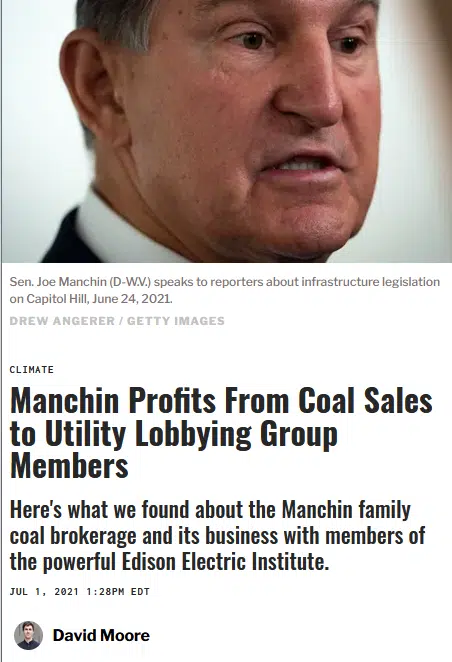 Sen. Joe Manchin (D-W.V.) speaks to reporters about infrastructure legislation
on Capitol Hill, June 24, 2021.
DREW ANGERER / GETTY IMAGES
CLIMATE
Manchin Profits From Coal Sales
to Utility Lobbying Group
Members
Here's what we found about the Manchin family
coal brokerage and its business with members of
the powerful Edison Electric Institute.
JUL 1, 2021 1:28PM EDT
David Moore